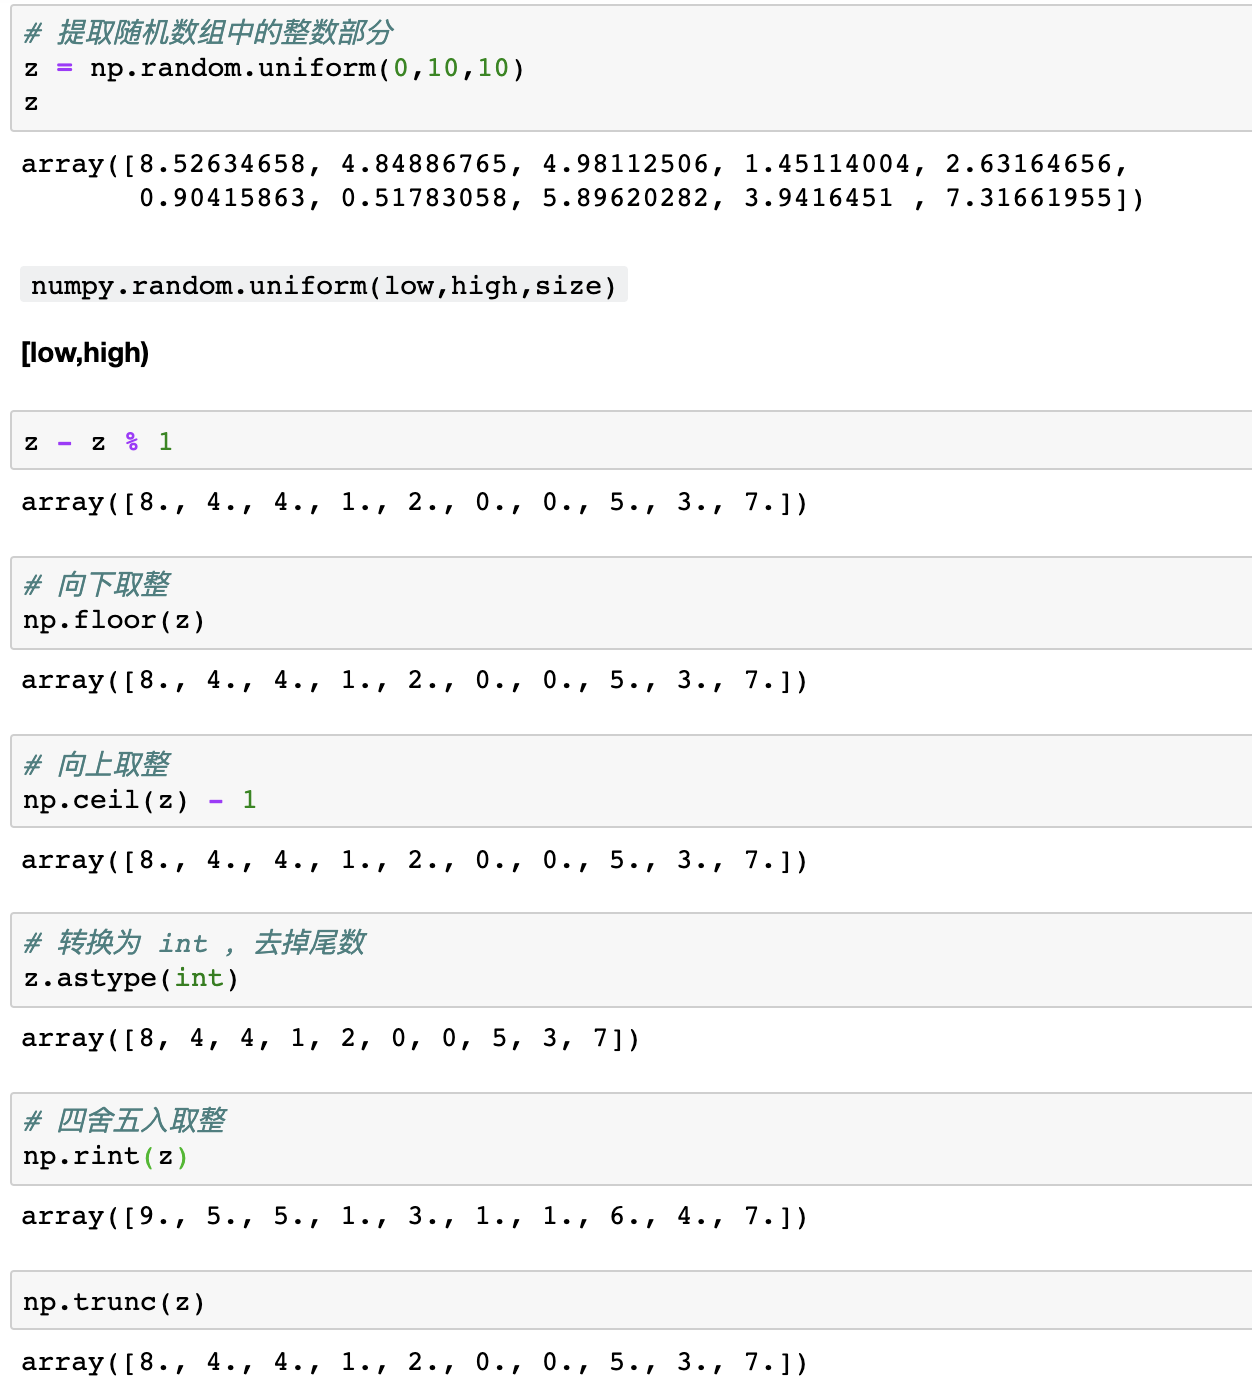 # 提取随机数组中的整数部分
z = np.random.uniform(0,10,10)
z
array([8.52634658, 4.84886765, 4.98112506, 1.45114004, 2.63164656,
       0.90415863, 0.51783058, 5.89620282, 3.9416451 , 7.31661955])
numpy.random.uniform(low,high,size)
[low,high)
z - z % 1
array([8., 4., 4., 1., 2., 0., 0., 5., 3., 7.])
# 向下取整
np.floor(z)
array([8., 4., 4., 1., 2., 0., 0., 5., 3., 7.])
# 向上取整
np.ceil(z) - 1
array([8., 4., 4., 1., 2., 0., 0., 5., 3., 7.])
# 转换为 int , 去掉尾数
z.astype(int)
array([8, 4, 4, 1, 2, 0, 0, 5, 3, 7])
# 四舍五入取整
np.rint(z)
array([9., 5., 5., 1., 3., 1., 1., 6., 4., 7.])
np.trunc(z)
array([8., 4., 4., 1., 2., 0., 0., 5., 3., 7.])